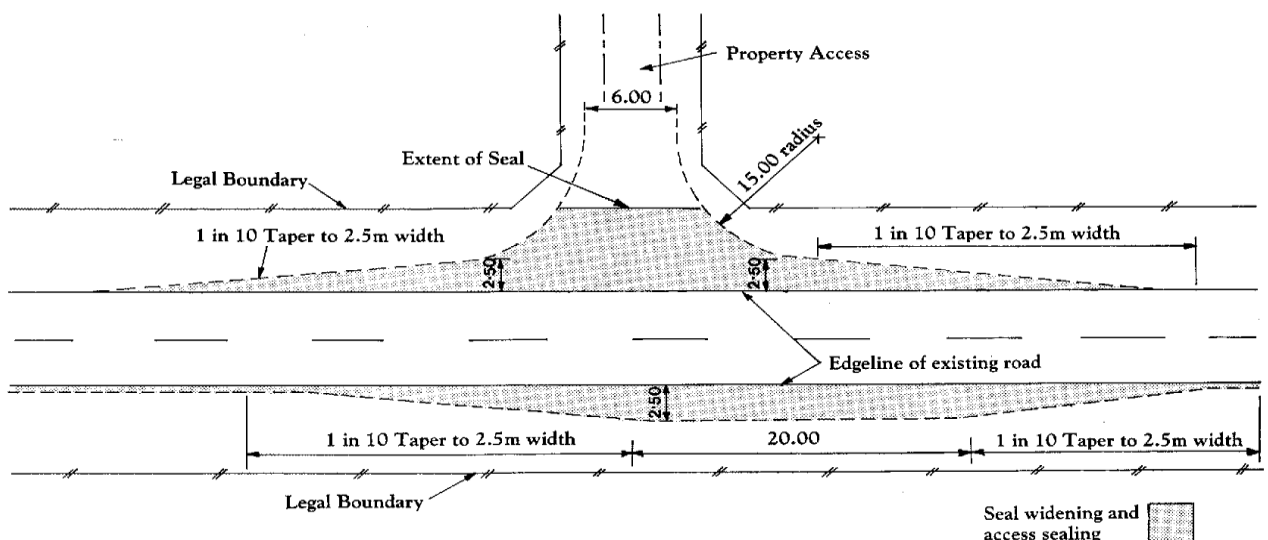 Property Access
6.00
15.00 radius
Extent of Seal
Legal Boundary
1 in 10 Taper to 2.5m width
1 in 10 Taper to 2.5m width
2·50
2·50
Edgeline of existing road
2·50
1 in 10 Taper to 2.5m width
20.00
1 in 10 Taper to 2.5m width
Legal Boundary
Seal widening and
access sealing